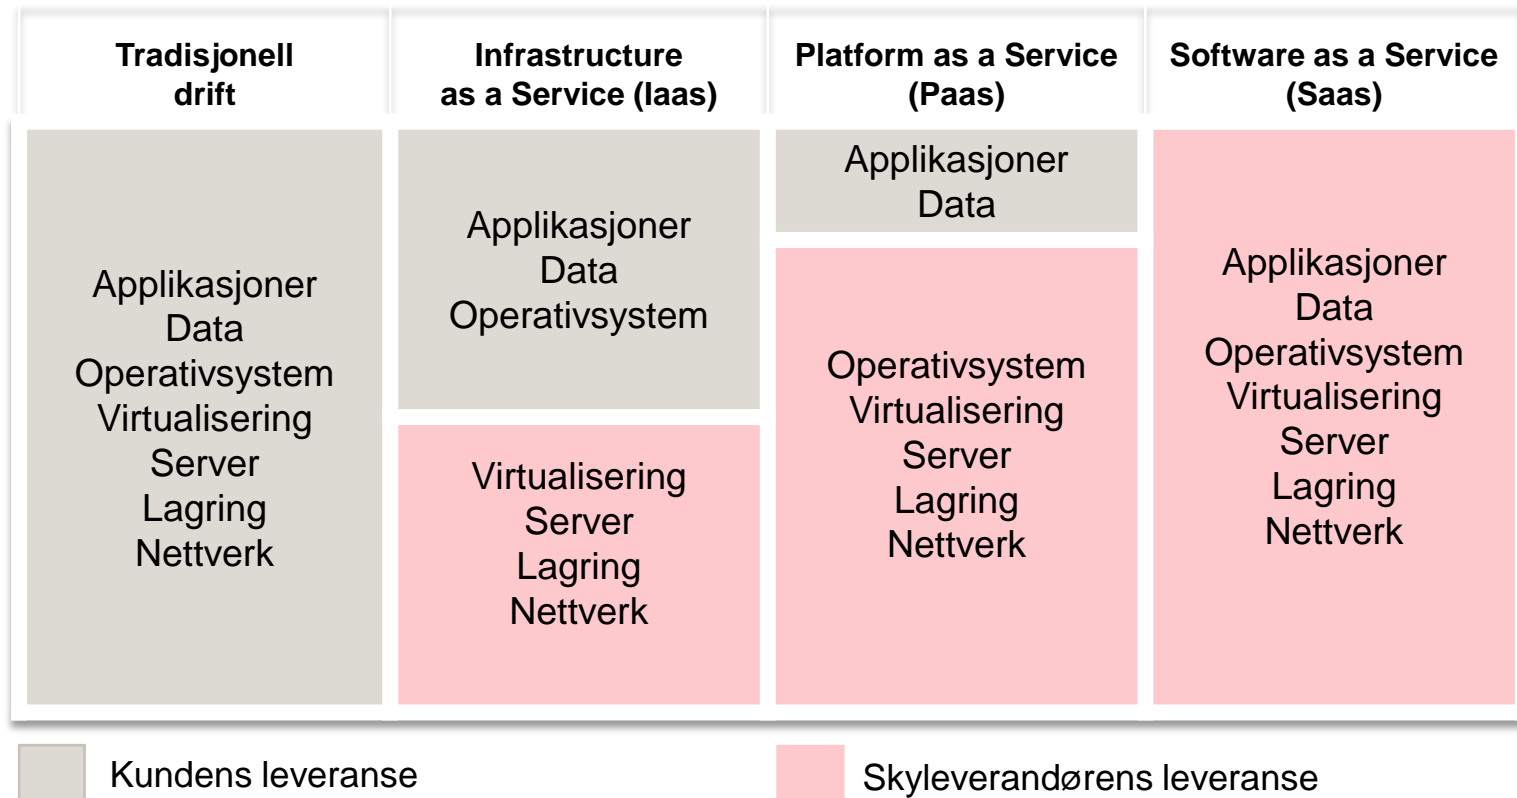 Tradisjonell
drift
Infrastructure
as a Service (Iaas)
Platform as a Service
(Paas)
Software as a Service
(Saas)
Applikasjoner
Data
Operativsystem
Virtualisering
Server
Lagring
Nettverk
Applikasjoner
Data
Operativsystem
Virtualisering
Server
Lagring
Nettverk
Applikasjoner
Data
Operativsystem
Virtualisering
Server
Lagring
Nettverk
Applikasjoner
Data
Operativsystem
Virtualisering
Server
Lagring
Nettverk
Kundens leveranse
Skyleverandørens leveranse